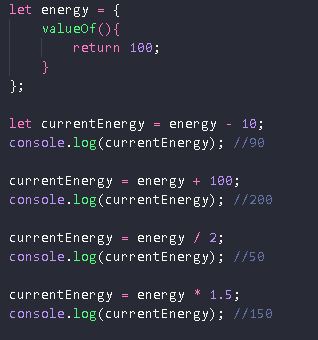 let energy = {
    valueOf(){
        return 100;
    }
};

let currentEnergy = energy - 10;
console.log(currentEnergy); //90

currentEnergy = energy + 100;
console.log(currentEnergy); //200

currentEnergy = energy / 2;
console.log(currentEnergy); //50

currentEnergy = energy * 1.5;
console.log(currentEnergy); //150